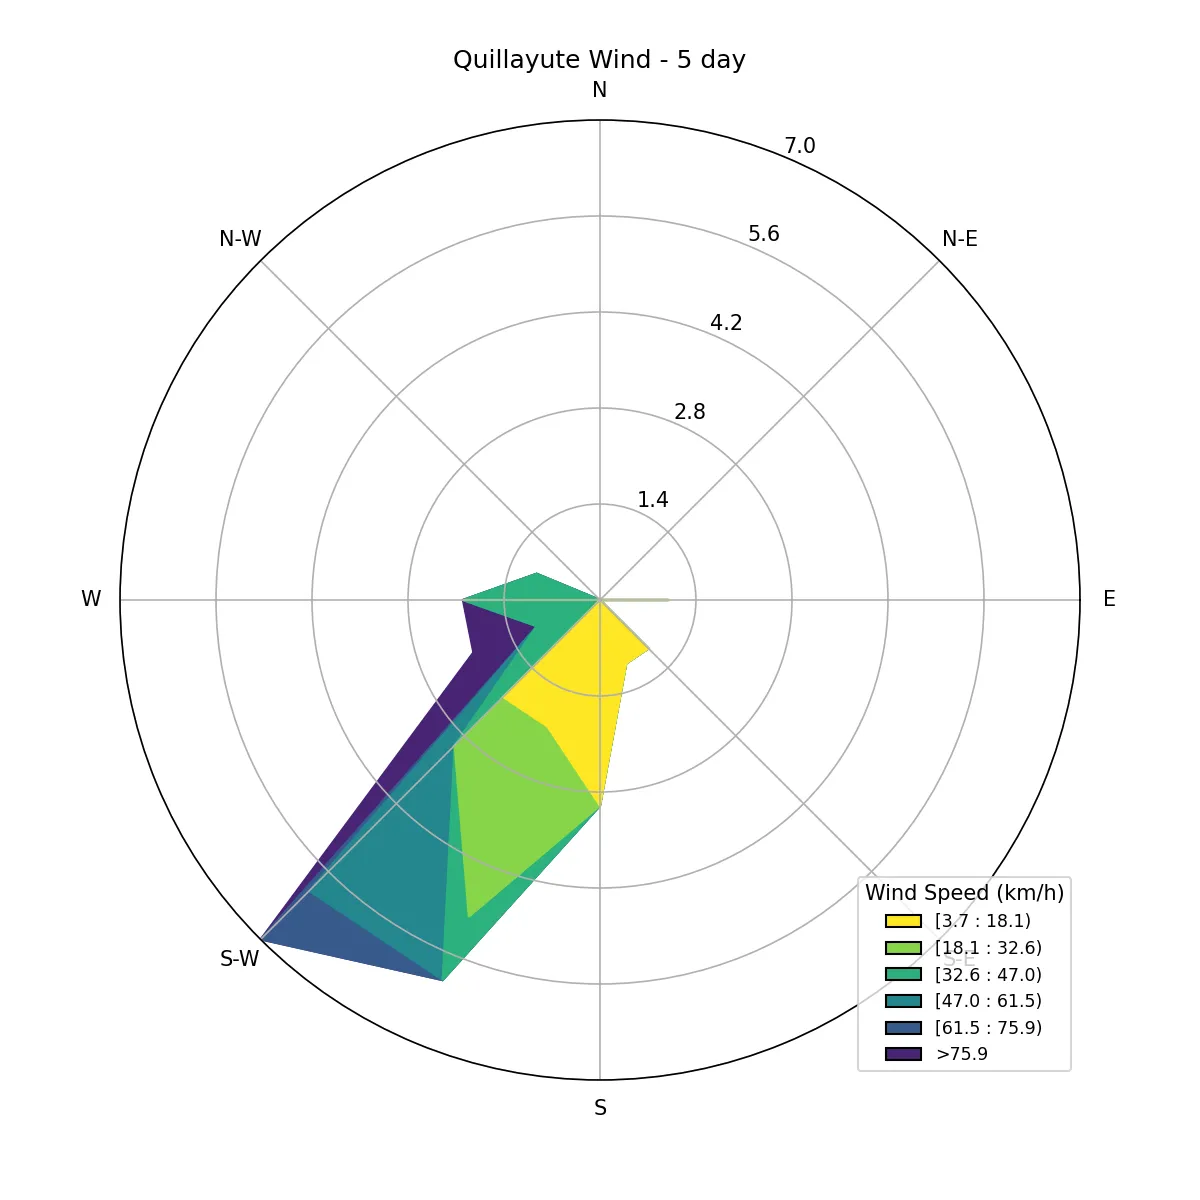 Quillayute Wind - 5 day
N
7.0
N-W
5.6
N-E
4.2
2.8
1.4
W
E
S-W
S-E
S
Wind Speed (km/h)
[3.7 : 18.1)
[18.1 : 32.6)
[32.6 : 47.0)
[47.0 : 61.5)
[61.5 : 75.9)
>75.9